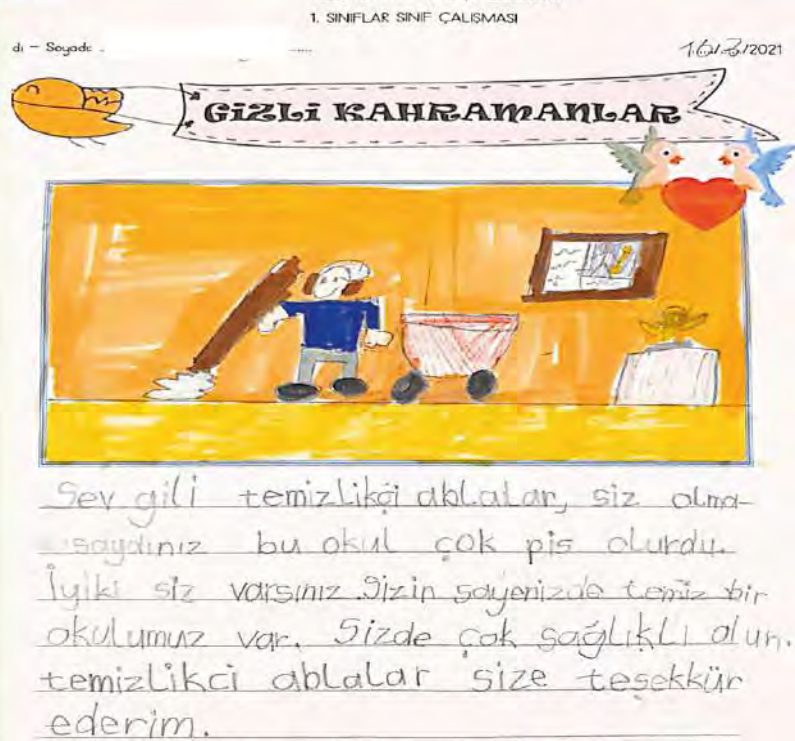 1. SINIFLAR SINIF ÇALIŞMASI
dı - Soyadı
/2021
GİZLİ KAHRAMANLAR
Sev gili temizlikçi ablalar, siz olma-
saydınız bu okul çok pis olurdu.
İyiki siz varsınız. Sizin sayenizde temiz bir
okulumuz var. Sizde çok sağlıklı olun.
temizlikci ablalar size teşekkür
ederim.